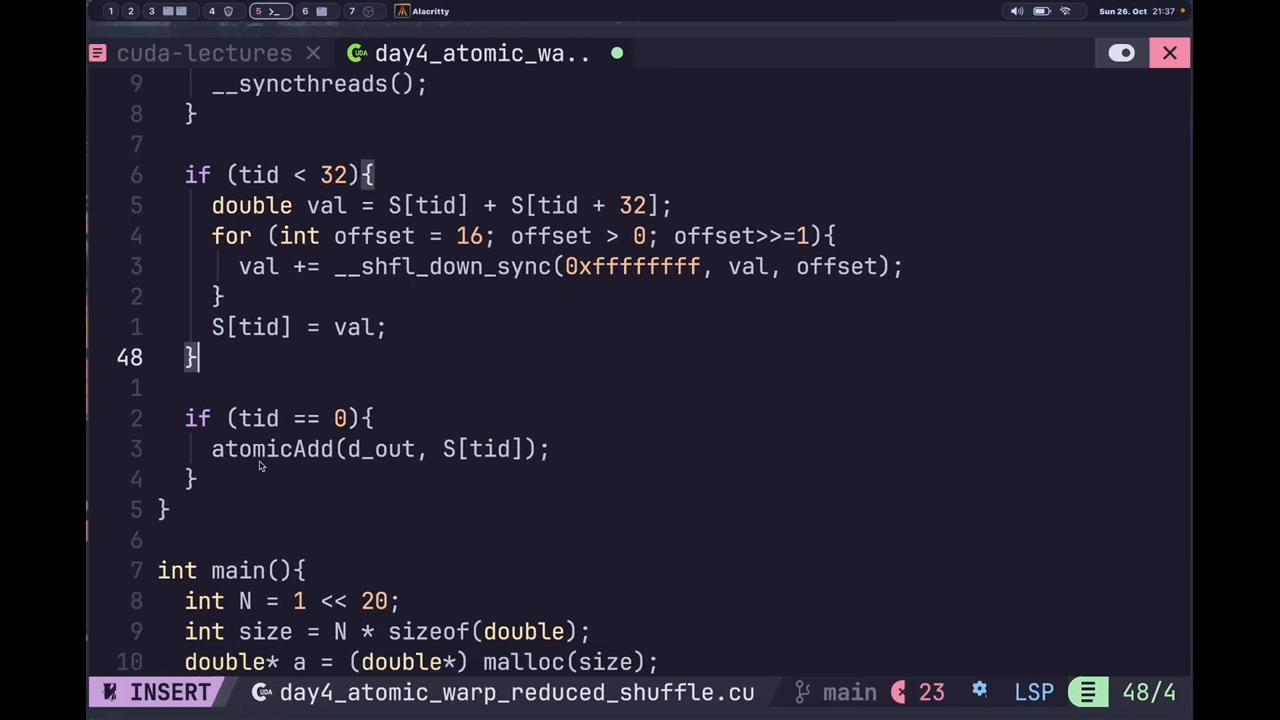 1 2 3 4 5 6 7 Alacritty Sun 26. Oct 21:37
cuda-lectures day4_atomic_wa..
9 __syncthreads();
8 }
7
6 if (tid < 32){
5 double val = S[tid] + S[tid + 32];
4 for (int offset = 16; offset > 0; offset>>=1){
3 val += __shfl_down_sync(0xffffffff, val, offset);
2 }
1 S[tid] = val;
48 }
1
2 if (tid == 0){
3 atomicAdd(d_out, S[tid]);
4 }
5 }
6
7 int main(){
8 int N = 1 << 20;
9 int size = N * sizeof(double);
10 double* a = (double*) malloc(size);
INSERT day4_atomic_warp_reduced_shuffle.cu main 23 LSP 48/4